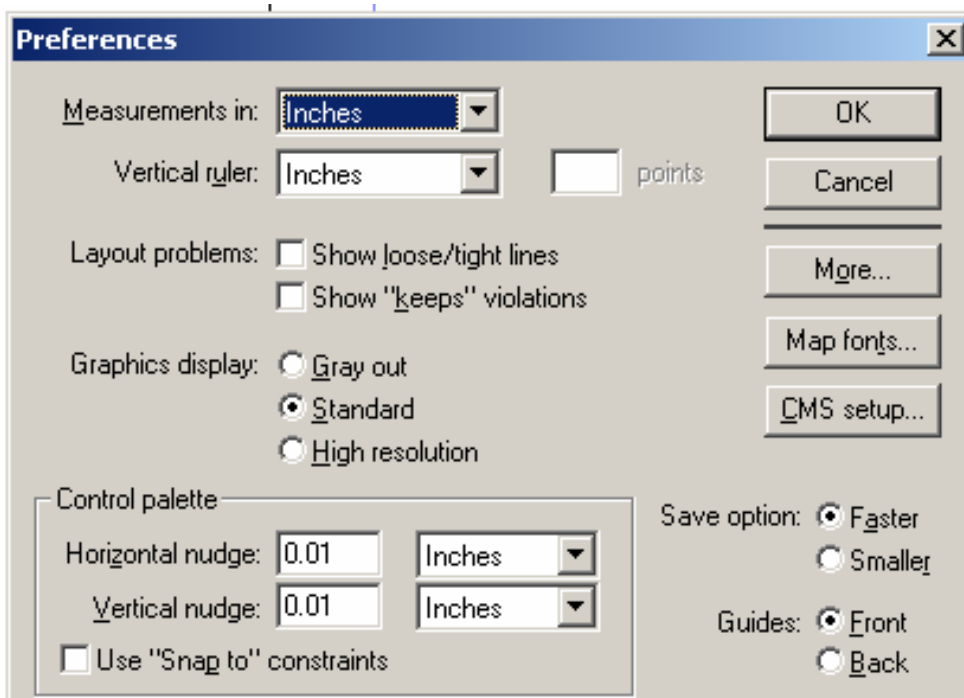 Preferences
Measurements in: Inches
OK
Vertical ruler: Inches points
Cancel
Layout problems: Show loose/tight lines
More...
Show "keeps" violations
Map fonts...
Graphics display: Gray out
Standard
CMS setup...
High resolution
Control palette
Save option: Faster
Horizontal nudge: 0.01 Inches
Smaller
Vertical nudge: 0.01 Inches
Guides: Front
Use "Snap to" constraints
Back